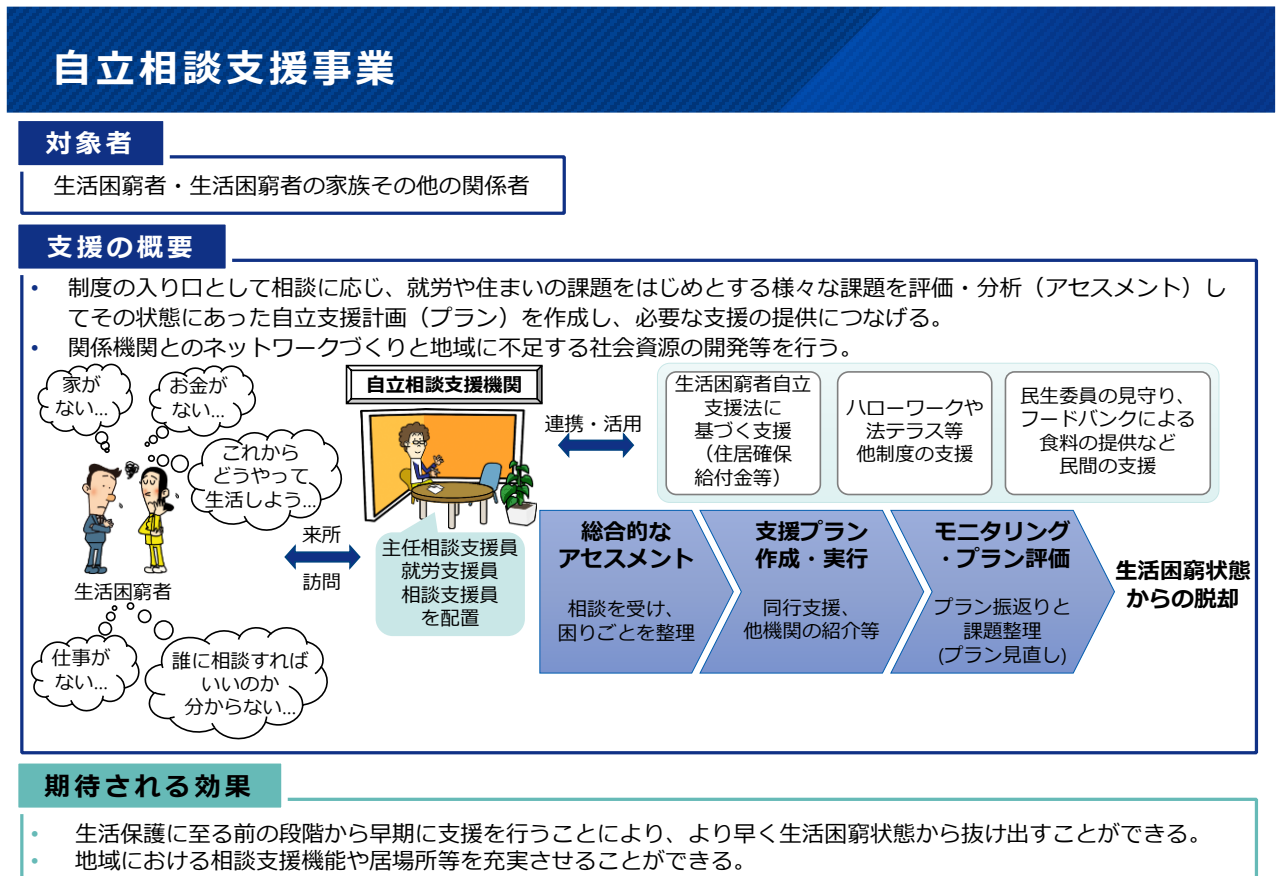 自立相談支援事業
対象者
生活困窮者・生活困窮者の家族その他の関係者
支援の概要
• 制度の入り口として相談に応じ、就労や住まいの課題をはじめとする様々な課題を評価・分析（アセスメント）し
てその状態にあった自立支援計画（プラン）を作成し、必要な支援の提供につなげる。
• 関係機関とのネットワークづくりと地域に不足する社会資源の開発等を行う。
家が
ない…
お金が
ない…
これから
どうやって
生活しよう…
生活困窮者
仕事が
ない…
誰に相談すれば
いいのか
分からない…
来所
訪問
自立相談支援機関
主任相談支援員
就労支援員
相談支援員
を配置
連携・活用
生活困窮者自立
支援法に
基づく支援
（住居確保
給付金等）
ハローワークや
法テラス等
他制度の支援
民生委員の見守り、
フードバンクによる
食料の提供など
民間の支援
総合的な
アセスメント
相談を受け、
困りごとを整理
支援プラン
作成・実行
同行支援、
他機関の紹介等
モニタリング
・プラン評価
プラン振返りと
課題整理
(プラン見直し)
生活困窮状態
からの脱却
期待される効果
• 生活保護に至る前の段階から早期に支援を行うことにより、より早く生活困窮状態から抜け出すことができる。
• 地域における相談支援機能や居場所等を充実させることができる。